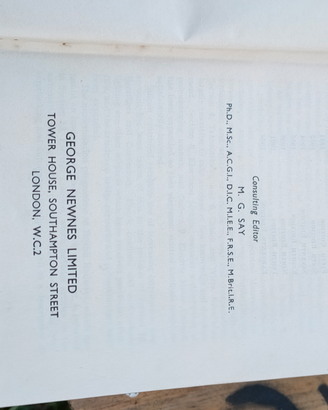 Consulting Editor
M. G. SAY
Ph.D., M.Sc., A.C.G.I., D.I.C., M.I.E.E., F.R.S.E., M.Brit.I.R.E.
GEORGE NEWNES LIMITED
TOWER HOUSE, SOUTHAMPTON STREET
LONDON, W.C.2